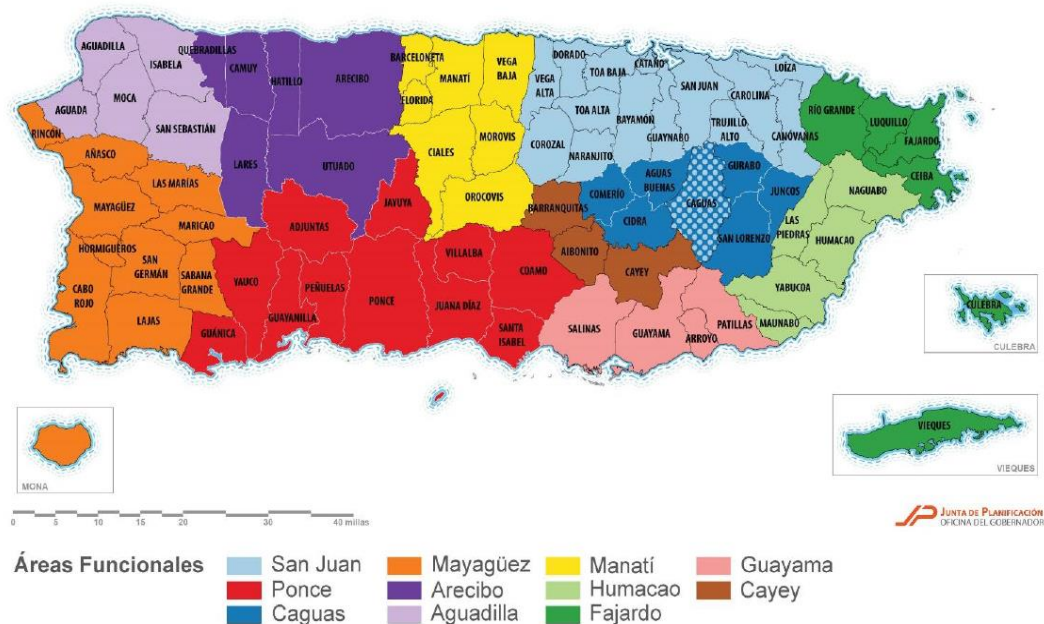 AGUADILLA
ISABELA
QUEBRADILLAS
CAMUY
HATILLO
ARECIBO
BARCELONETA
MANATÍ
VEGA
BAJA
DORADO
TOA BAJA
CATAÑO
SAN JUAN
LOÍZA
VEGA
ALTA
TOA ALTA
BAYAMÓN
CAROLINA
RÍO GRANDE
LUQUILLO
FAJARDO
AGUADA
MOCA
SAN SEBASTIÁN
FLORIDA
CIALES
MOROVIS
COROZAL
NARANJITO
GUAYNABO
TRUJILLO
ALTO
CANÓVANAS
CEIBA
RINCÓN
AÑASCO
LAS MARÍAS
LARES
UTUADO
JAYUYA
OROCOVIS
BARRANQUITAS
COMERÍO
AGUAS
BUENAS
CAGUAS
GURABO
JUNCOS
NAGUABO
MAYAGÜEZ
MARICAO
ADJUNTAS
VILLALBA
COAMO
AIBONITO
CIDRA
CAYEY
SAN LORENZO
LAS
PIEDRAS
HUMACAO
HORMIGUEROS
SAN
GERMÁN
SABANA
GRANDE
YAUCO
PEÑUELAS
PONCE
JUANA DÍAZ
YABUCOA
CABO
ROJO
LAJAS
GUÁNICA
GUAYANILLA
SANTA
ISABEL
SALINAS
GUAYAMA
ARROYO
PATILLAS
MAUNABO
CULEBRA
CULEBRA
VIEQUES
VIEQUES
MONA
0 5 10 15 20 30 40 millas
JP JUNTA DE PLANIFICACIÓN
OFICINA DEL GOBERNADOR
Áreas Funcionales
San Juan
Mayagüez
Manatí
Guayama
Ponce
Arecibo
Humacao
Cayey
Caguas
Aguadilla
Fajardo